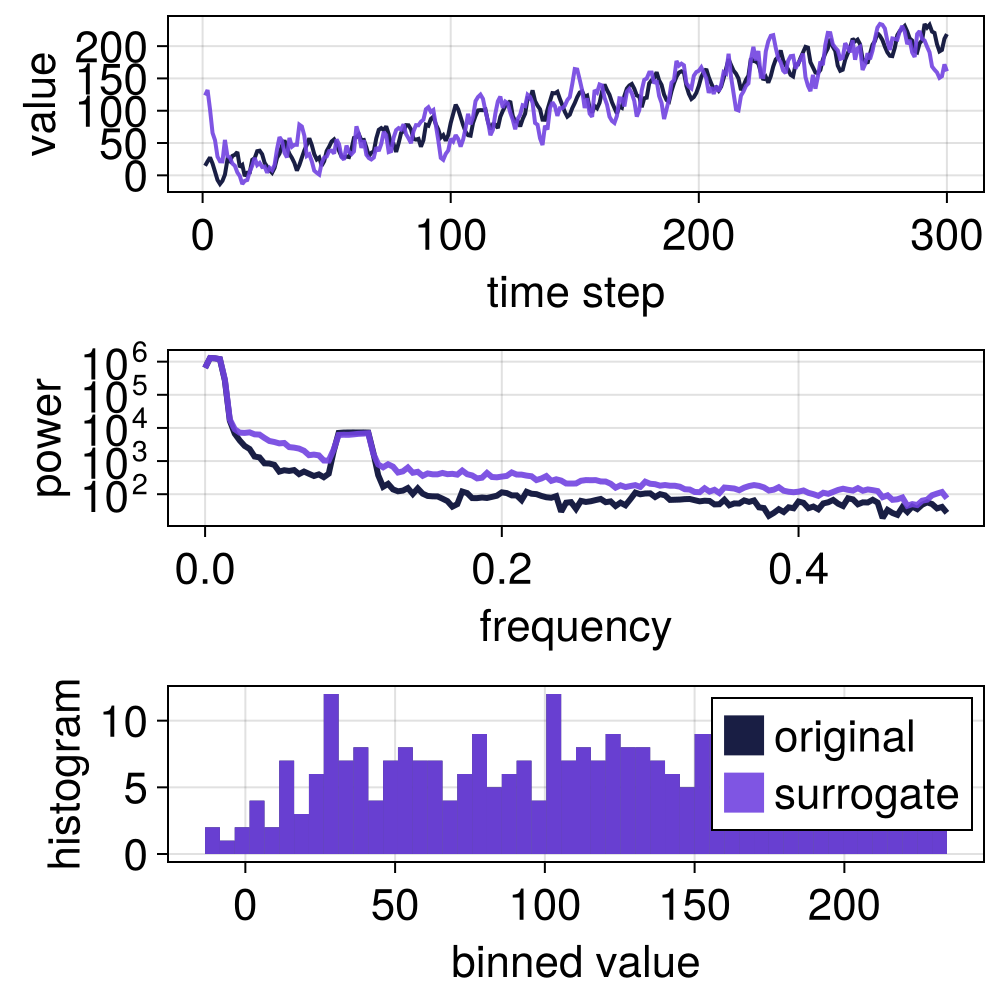 value
200
150
100
50
0
0 100 200 300
time step
power
10^6
10^5
10^4
10^3
10^2
0.0 0.2 0.4
frequency
histogram
10
5
0
original
surrogate
0 50 100 150 200
binned value